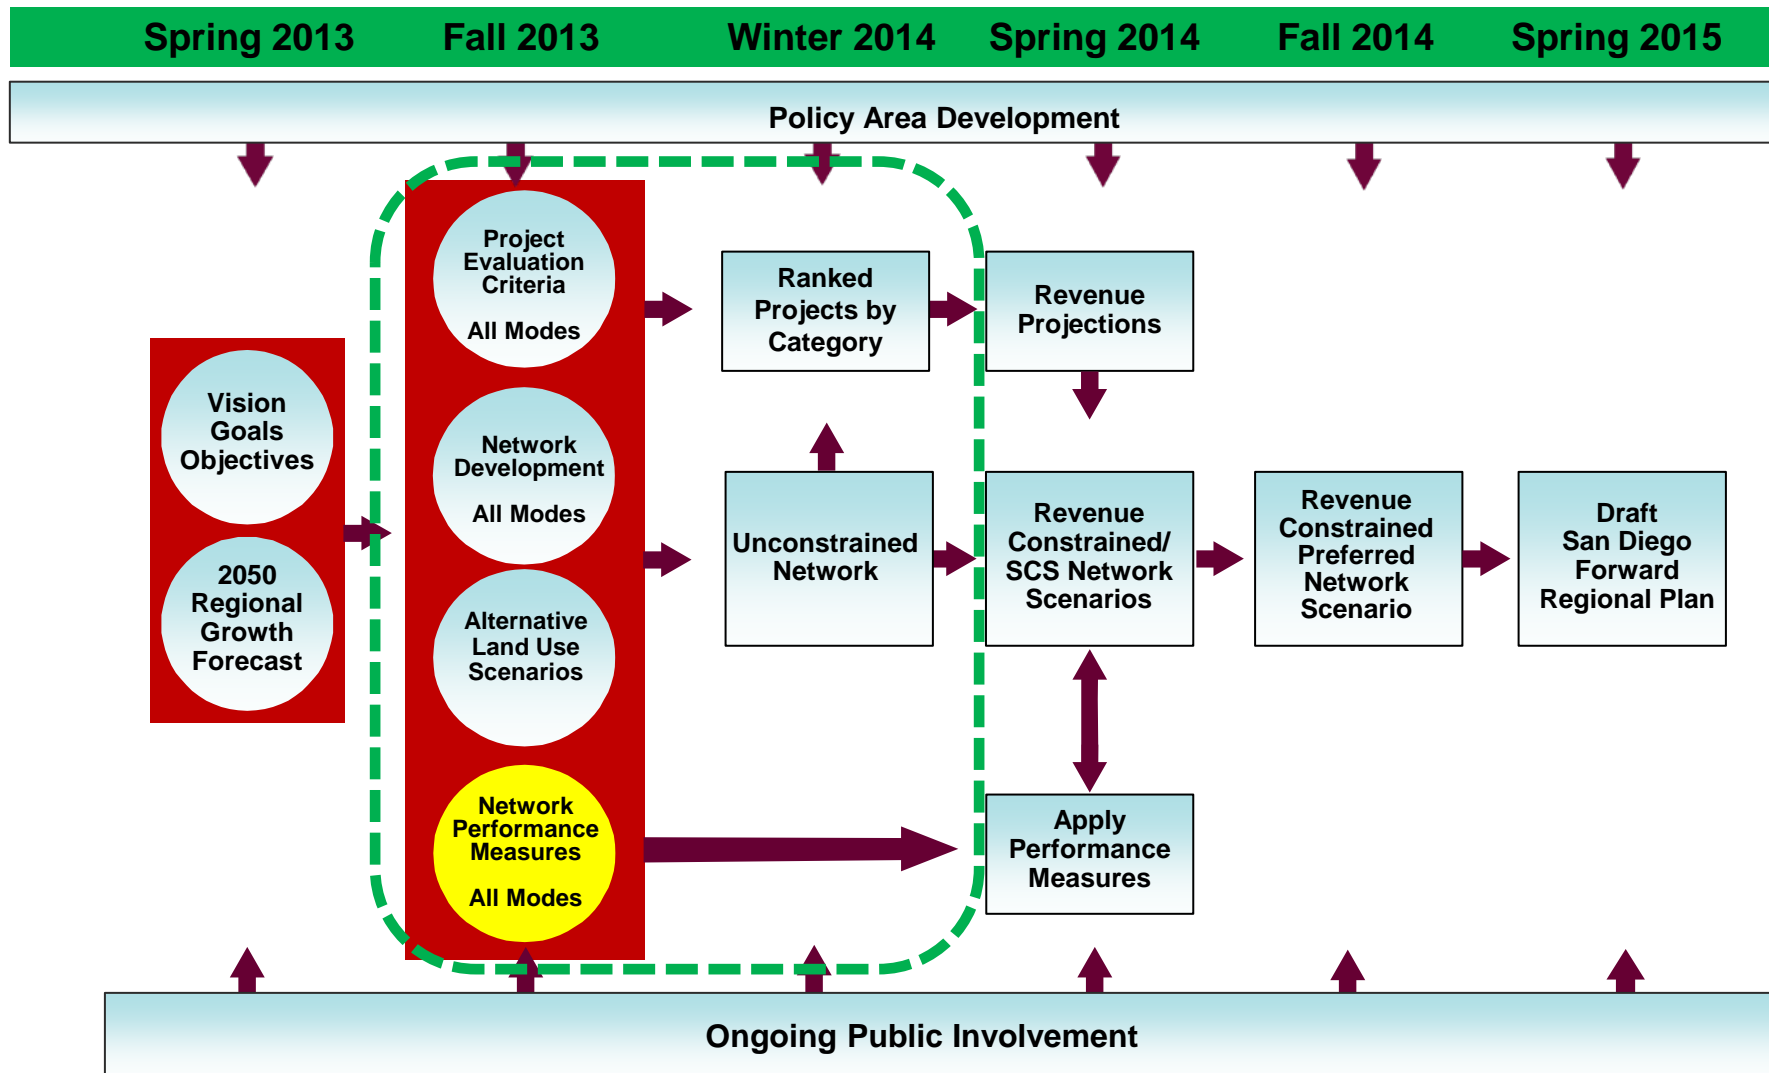 Spring 2013 Fall 2013 Winter 2014 Spring 2014 Fall 2014 Spring 2015
Policy Area Development
Vision
Goals
Objectives
2050
Regional
Growth
Forecast
Project
Evaluation
Criteria
All Modes
Network
Development
All Modes
Alternative
Land Use
Scenarios
Network
Performance
Measures
All Modes
Ranked
Projects by
Category
Unconstrained
Network
Revenue
Projections
Revenue
Constrained/
SCS Network
Scenarios
Apply
Performance
Measures
Revenue
Constrained
Preferred
Network
Scenario
Draft
San Diego
Forward
Regional Plan
Ongoing Public Involvement